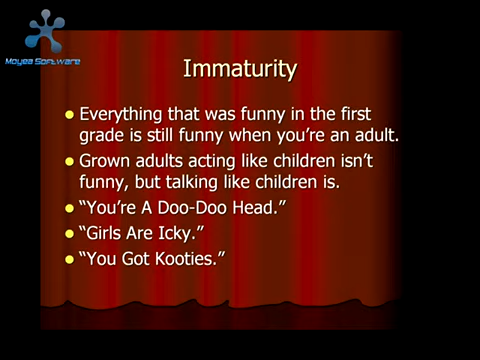 Moyea Software
Immaturity
Everything that was funny in the first
grade is still funny when you're an adult.
Grown adults acting like children isn't
funny, but talking like children is.
"You're A Doo-Doo Head."
"Girls Are Icky."
"You Got Kooties."